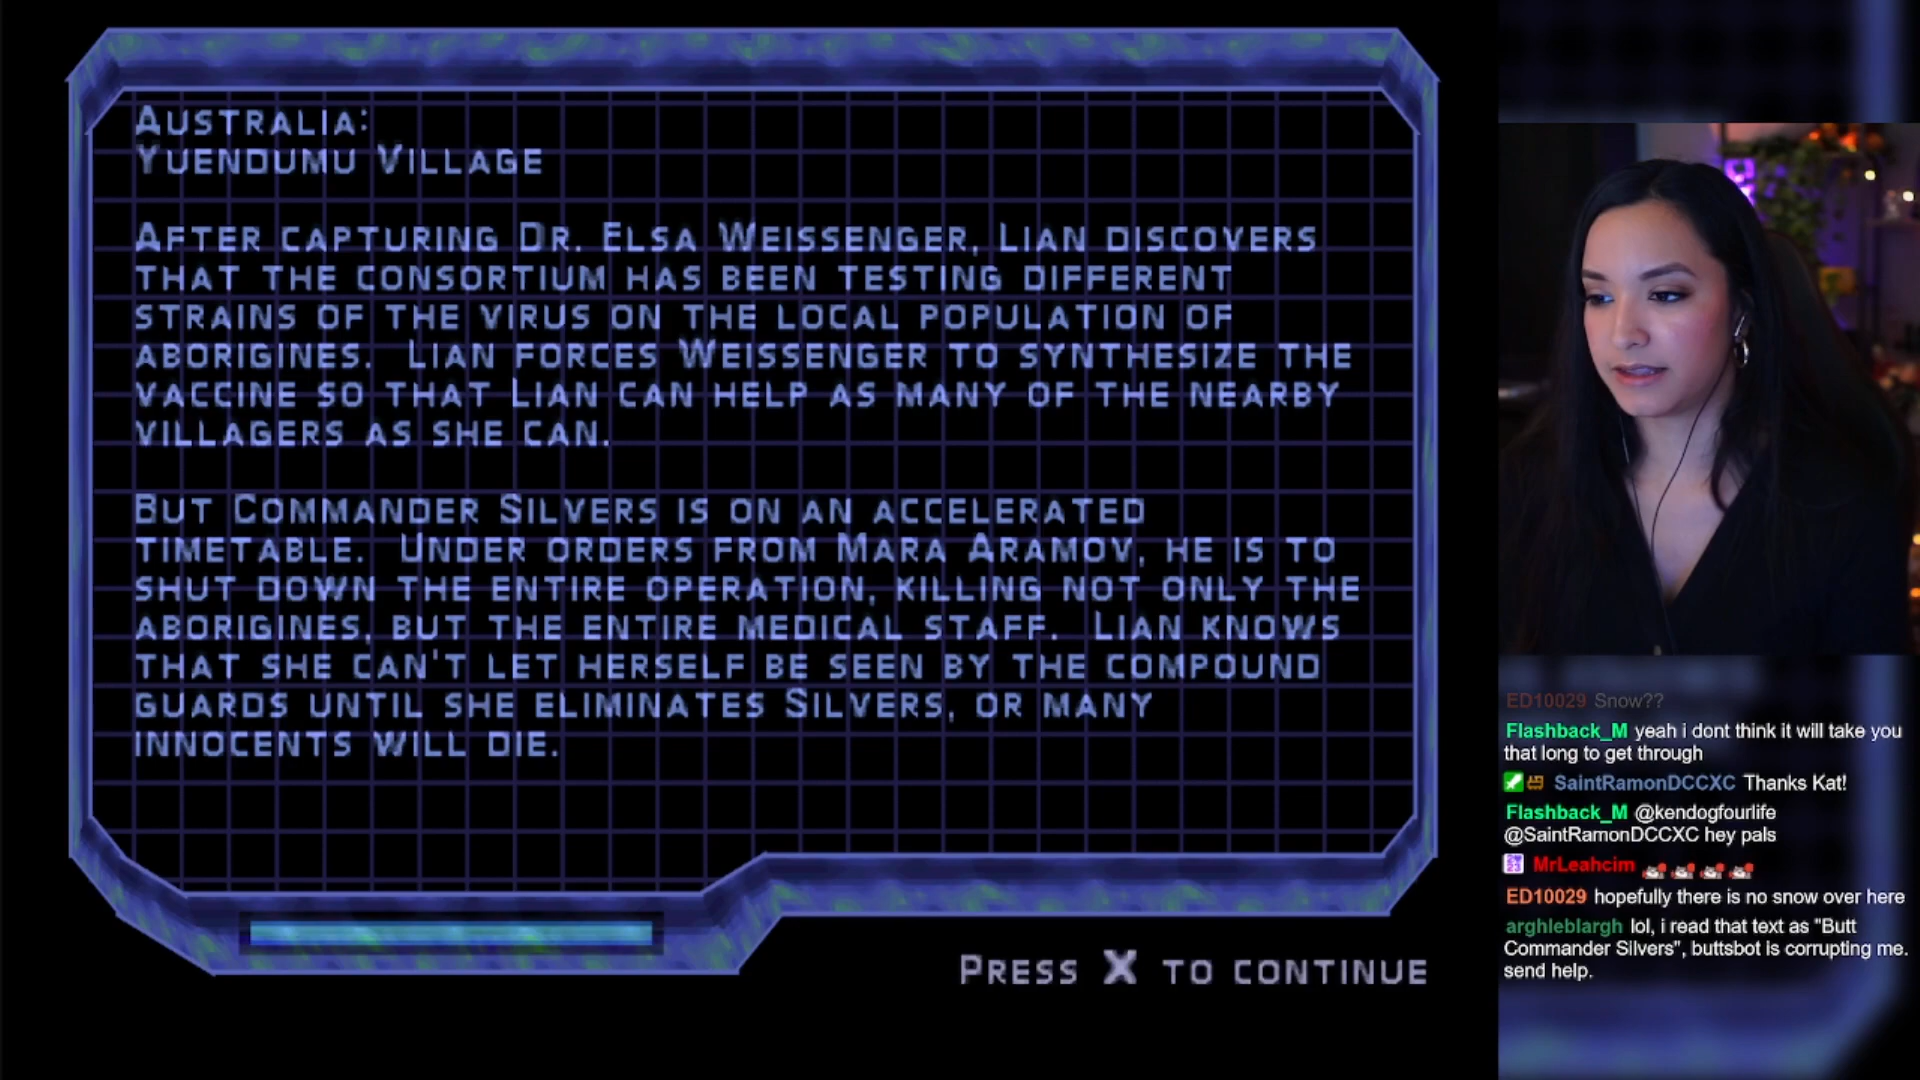 Australia:
Yuendumu Village
After capturing Dr. Elsa Weissenger, Lian discovers
that the consortium has been testing different
strains of the virus on the local population of
aborigines. Lian forces Weissenger to synthesize the
vaccine so that Lian can help as many of the nearby
villagers as she can.
But Commander Silvers is on an accelerated
timetable. Under orders from Mara Aramov, he is to
shut down the entire operation, killing not only the
aborigines, but the entire medical staff. Lian knows
that she can't let herself be seen by the compound
guards until she eliminates Silvers, or many
innocents will die.
Press X to continue
ED10029 Snow??
Flashback_M yeah i dont think it will take you
that long to get through
SaintRamonDCCXC Thanks Kat!
Flashback_M @kendogfourlife
@SaintRamonDCCXC hey pals
MrLeahcim
ED10029 hopefully there is no snow over here
arghleblargh lol, i read that text as "Butt
Commander Silvers", buttsbot is corrupting me.
send help.